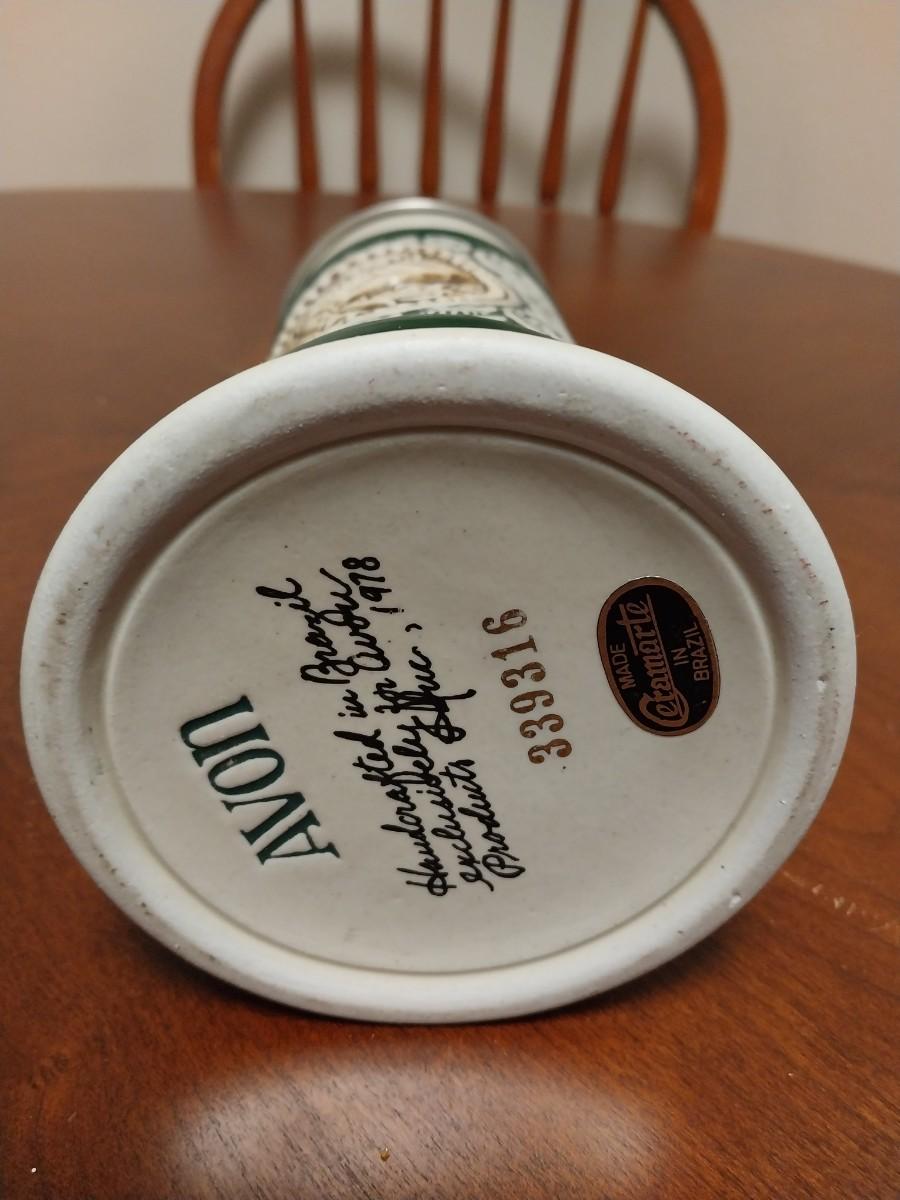 AVON
Handcrafted in Brazil
exclusively for Avon
Products, Inc., 1978
339316
MADE
Ceramarte
IN
BRAZIL